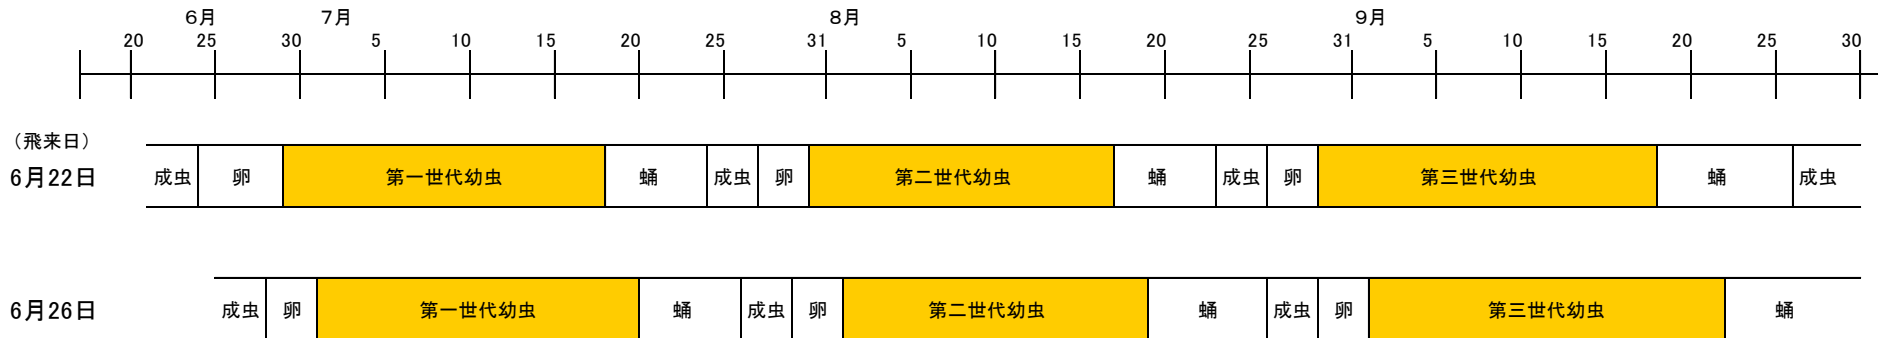 6月 7月 8月 9月
20 25 30 5 10 15 20 25 31 5 10 15 20 25 31 5 10 15 20 25 30
（飛来日）
6月22日 成虫 卵 第一世代幼虫 蛹 成虫 卵 第二世代幼虫 蛹 成虫 卵 第三世代幼虫 蛹 成虫
6月26日 成虫 卵 第一世代幼虫 蛹 成虫 卵 第二世代幼虫 蛹 成虫 卵 第三世代幼虫 蛹